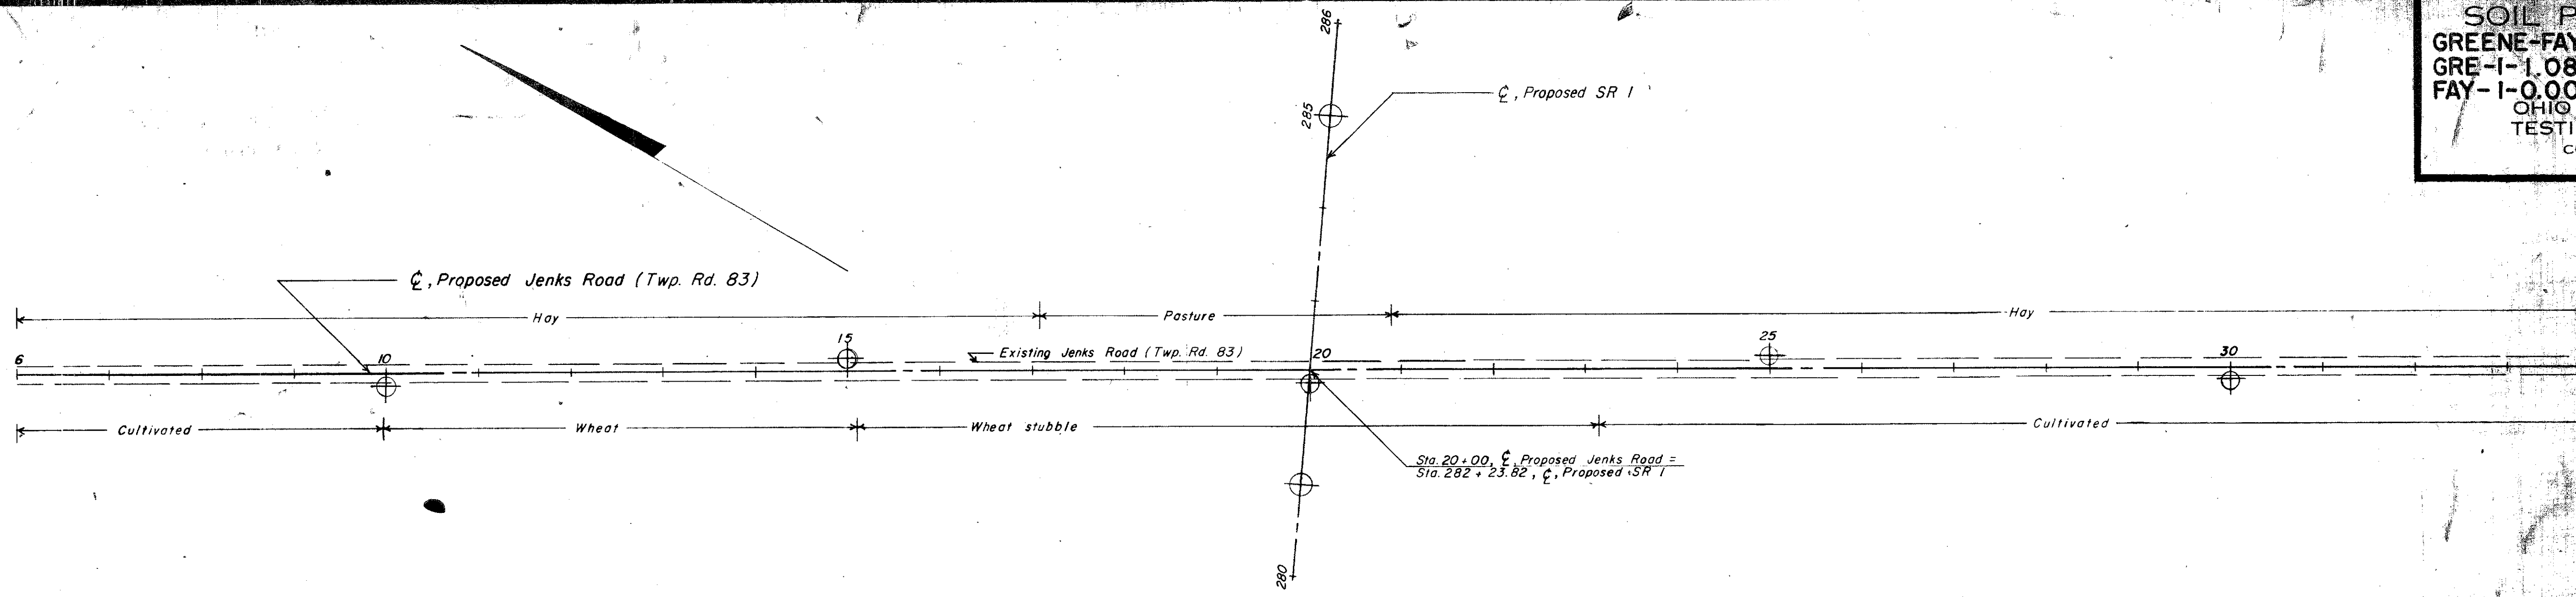 SOIL P
GREENE-FAY
GRE-1-1.08
FAY-1-0.00
OHIO
TESTI
286
℄, Proposed SR 1
285
℄, Proposed Jenks Road (Twp. Rd. 83)
Hay
Pasture
Hay
6
10
15
Existing Jenks Road (Twp. Rd. 83)
20
25
30
Cultivated
Wheat
Wheat stubble
Cultivated
Sta. 20+00, ℄, Proposed Jenks Road =
Sta. 282 + 23.82, ℄, Proposed SR 1
280